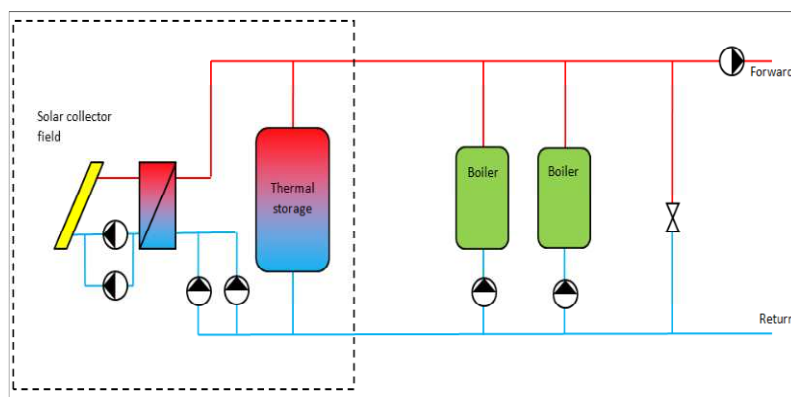 Forward
Solar collector
field
Boiler
Boiler
Thermal
storage
Return